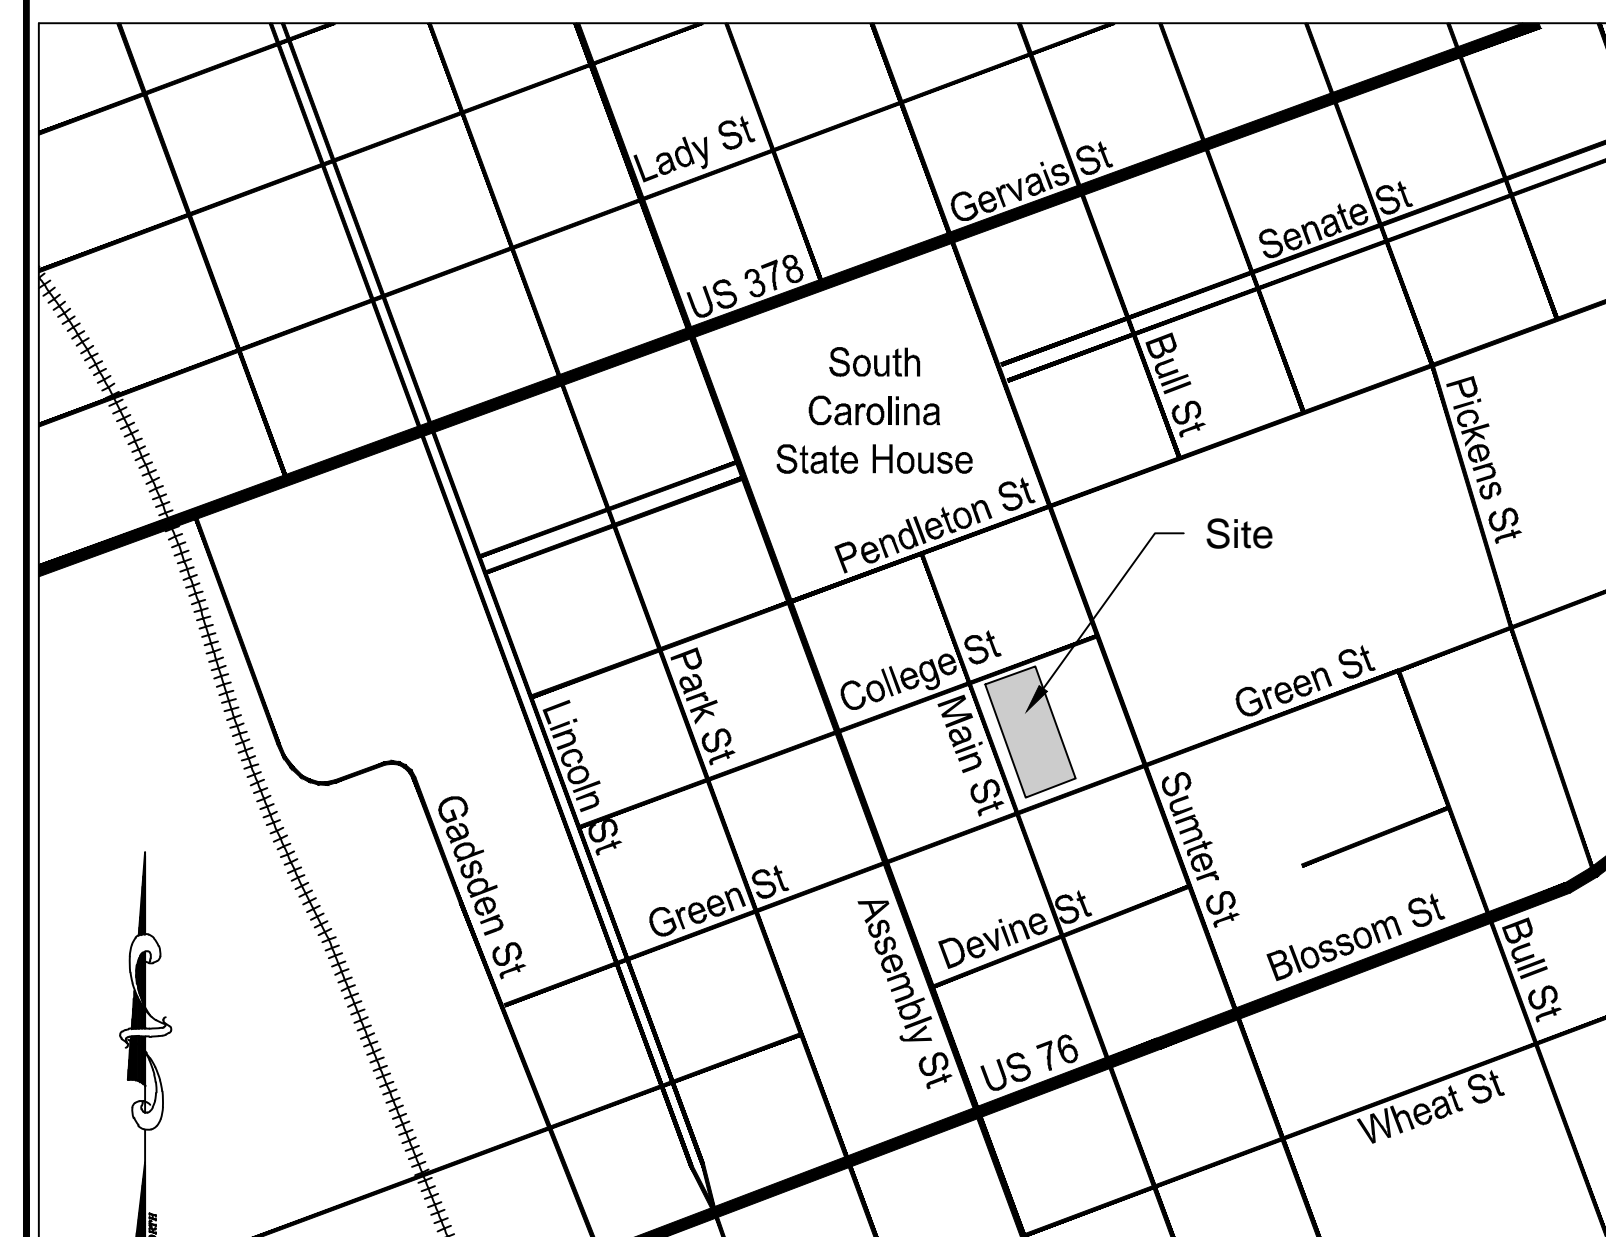 Lady St
Gervais St
Senate St
US 378
South
Carolina
State House
Bull St
Pickens St
Pendleton St
Site
College St
Park St
Main St
Green St
Lincoln St
Sumter St
Gadsden St
Green St
Assembly St
Devine St
Blossom St
Bull St
US 76
Wheat St